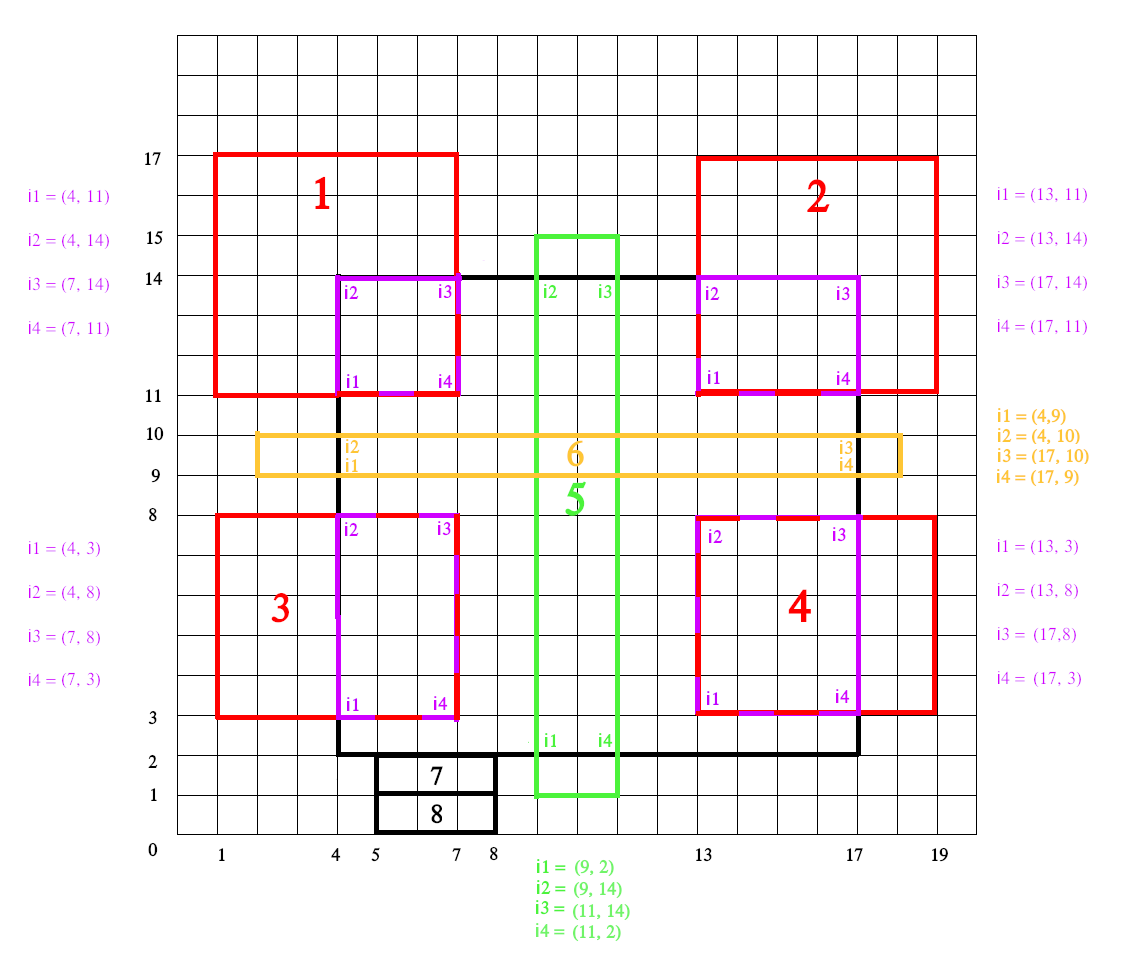 17
1
2
i1 = (4, 11)
i1 = (13, 11)
15
i2 = (4, 14)
i2 = (13, 14)
14
i3 = (7, 14)
i3 = (17, 14)
i2 i3
i2 i3
i2 i3
i4 = (7, 11)
i4 = (17, 11)
i1 i4
i1 i4
11
10
i1 = (4,9)
i2 = (4, 10)
i3 = (17, 10)
i4 = (17, 9)
i2 6 i3
i1 i4
9
5
8
i2 i3
i2 i3
i1 = (4, 3)
i1 = (13, 3)
i2 = (4, 8)
i2 = (13, 8)
3
4
i3 = (7, 8)
i3 = (17,8)
i4 = (7, 3)
i4 = (17, 3)
i1 i4
i1 i4
3
i1 i4
2
7
1
8
0
1 4 5 7 8 13 17 19
i1 = (9, 2)
i2 = (9, 14)
i3 = (11, 14)
i4 = (11, 2)